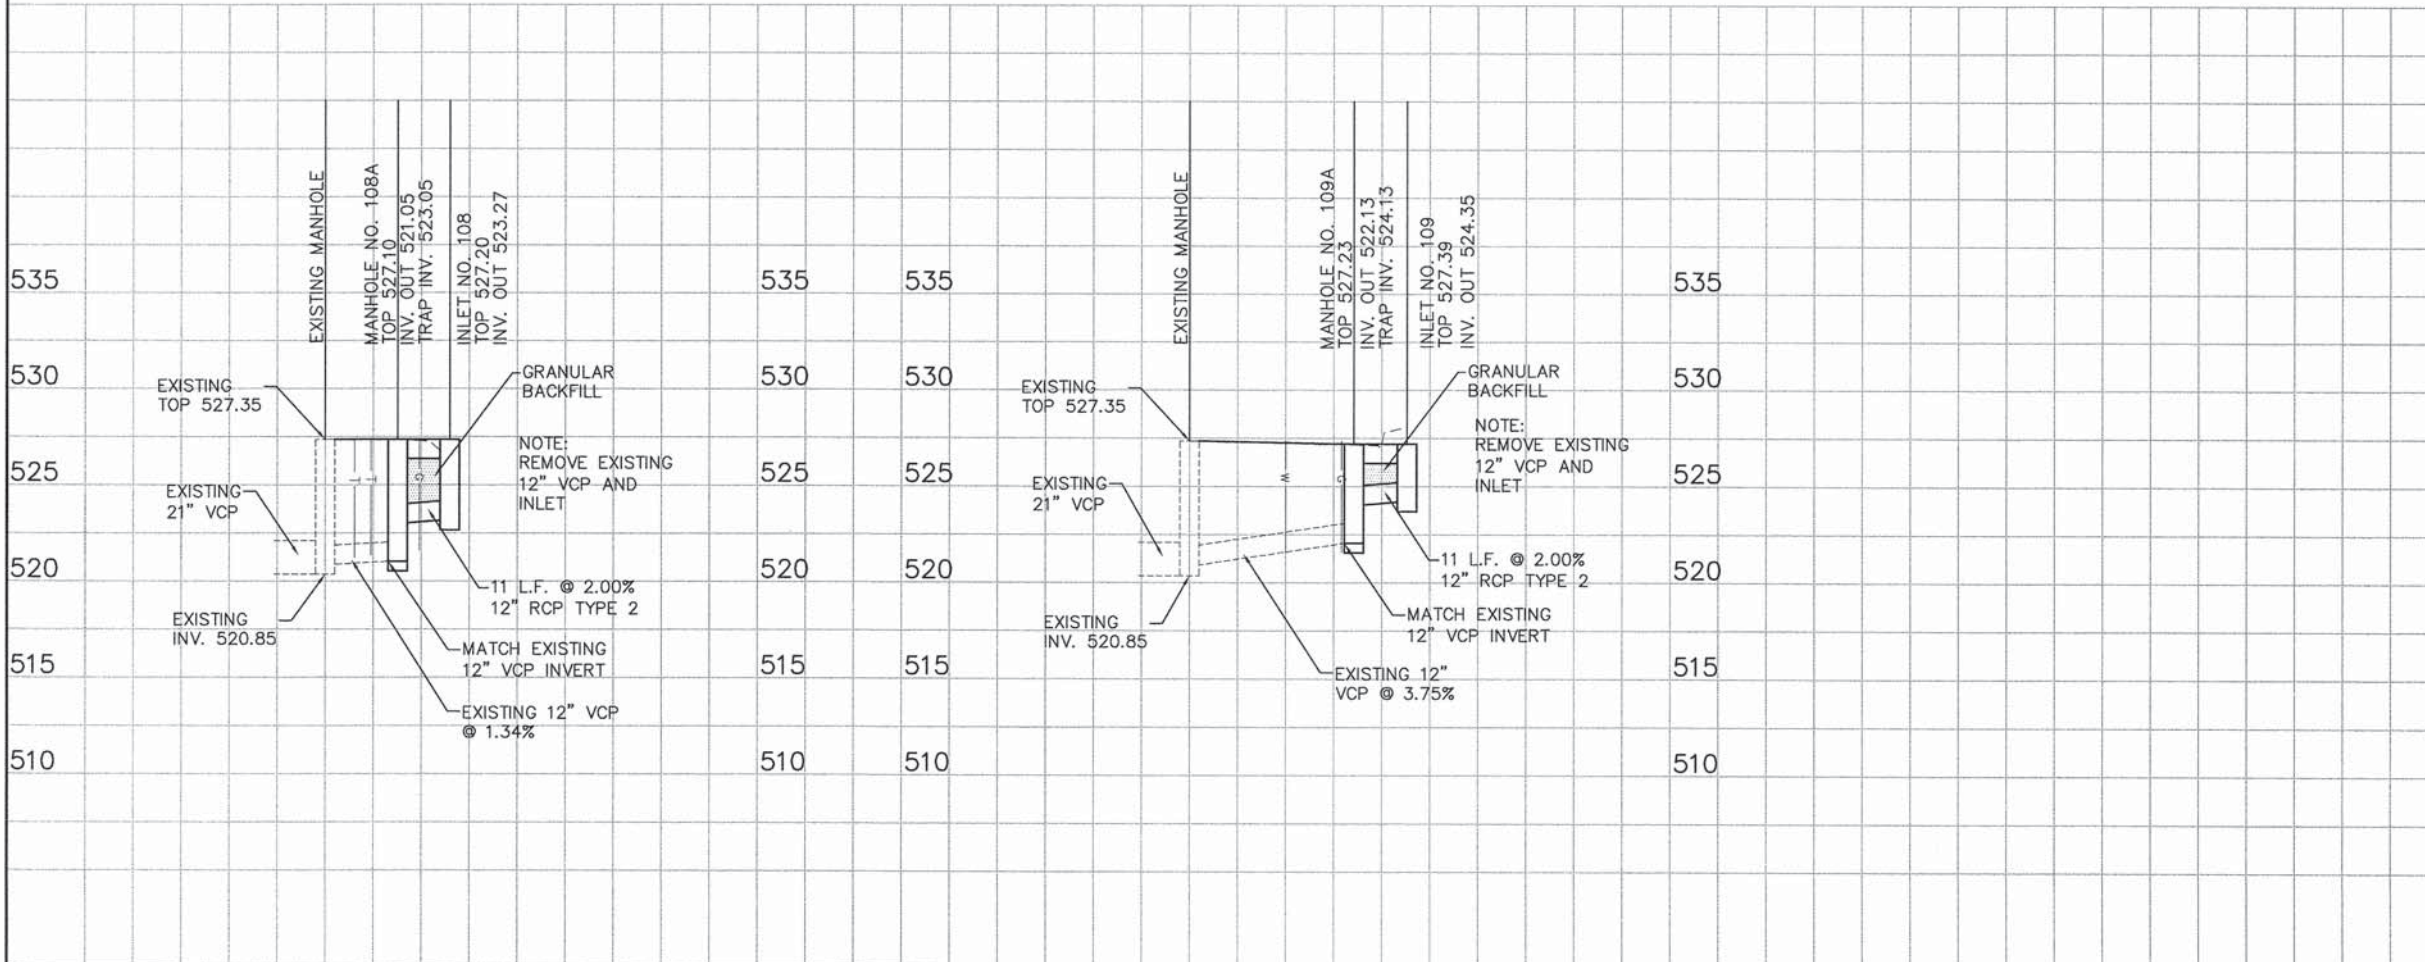 EXISTING MANHOLE
MANHOLE NO. 108A
TOP 527.10
INV. OUT 521.05
TRAP INV. 523.05
INLET NO. 108
TOP 527.20
INV. OUT 523.27
535
530
525
520
515
510
EXISTING
TOP 527.35
GRANULAR
BACKFILL
NOTE:
REMOVE EXISTING
12" VCP AND
INLET
EXISTING
21" VCP
T
T
G
11 L.F. @ 2.00%
12" RCP TYPE 2
EXISTING
INV. 520.85
MATCH EXISTING
12" VCP INVERT
EXISTING 12" VCP
@ 1.34%
535
530
525
520
515
510
535
530
525
520
515
510
EXISTING MANHOLE
MANHOLE NO. 109A
TOP 527.23
INV. OUT 522.13
TRAP INV. 524.13
INLET NO. 109
TOP 527.39
INV. OUT 524.35
EXISTING
TOP 527.35
GRANULAR
BACKFILL
NOTE:
REMOVE EXISTING
12" VCP AND
INLET
EXISTING
21" VCP
W
G
11 L.F. @ 2.00%
12" RCP TYPE 2
MATCH EXISTING
12" VCP INVERT
EXISTING
INV. 520.85
EXISTING 12"
VCP @ 3.75%
535
530
525
520
515
510